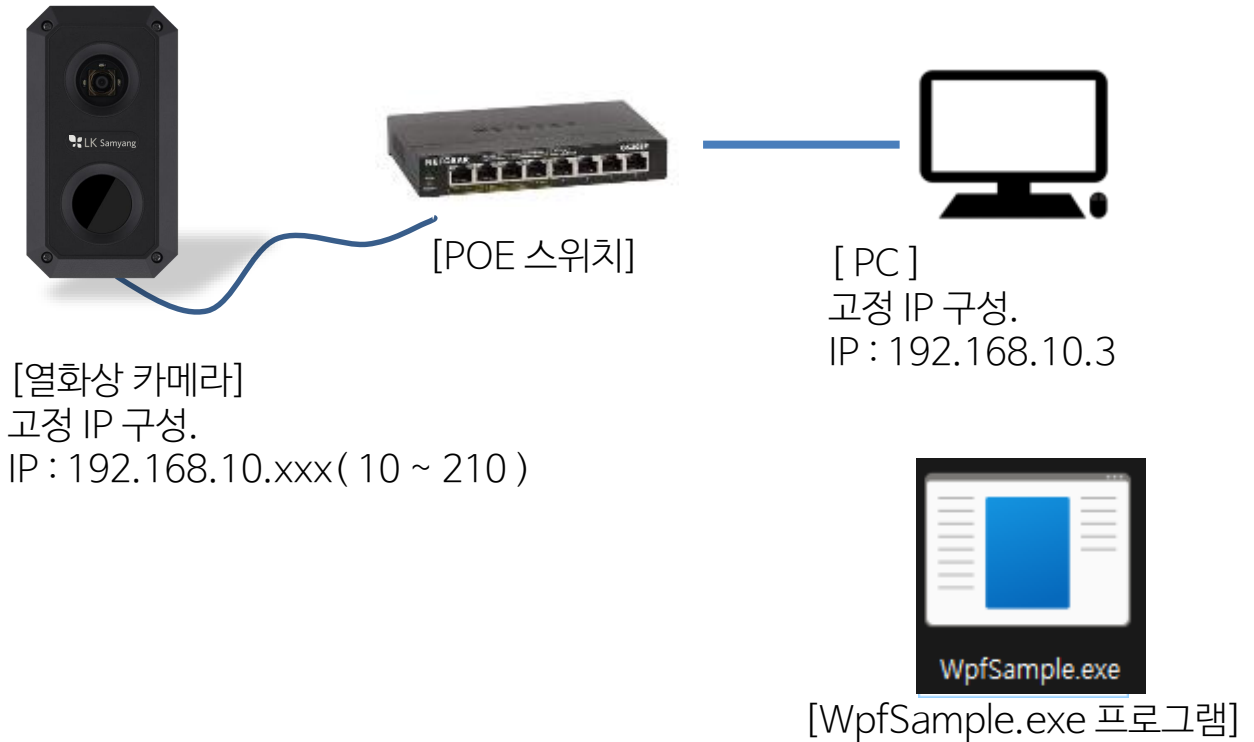 LK Samyang
NETGEAR
[POE 스위치]
[ PC ]
고정 IP 구성.
IP : 192.168.10.3
[열화상 카메라]
고정 IP 구성.
IP : 192.168.10.xxx( 10 ~ 210 )
WpfSample.exe
[WpfSample.exe 프로그램]